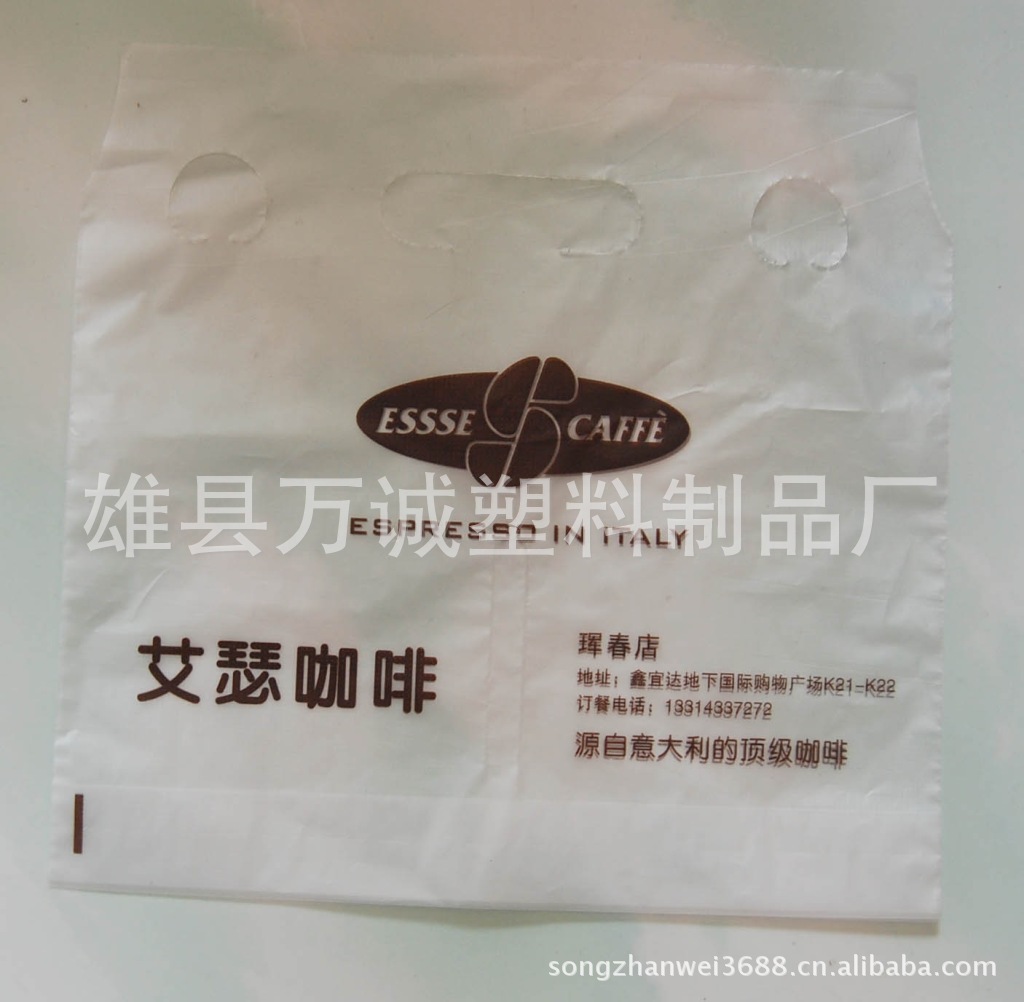 ESSSE CAFFÈ
雄县万诚塑料制品厂
ESPRESSO IN ITALY
艾瑟咖啡
珲春店
地址：鑫宜达地下国际购物广场K21-K22
订餐电话：13314337272
源自意大利的顶级咖啡
songzhanwei3688.cn.alibaba.com